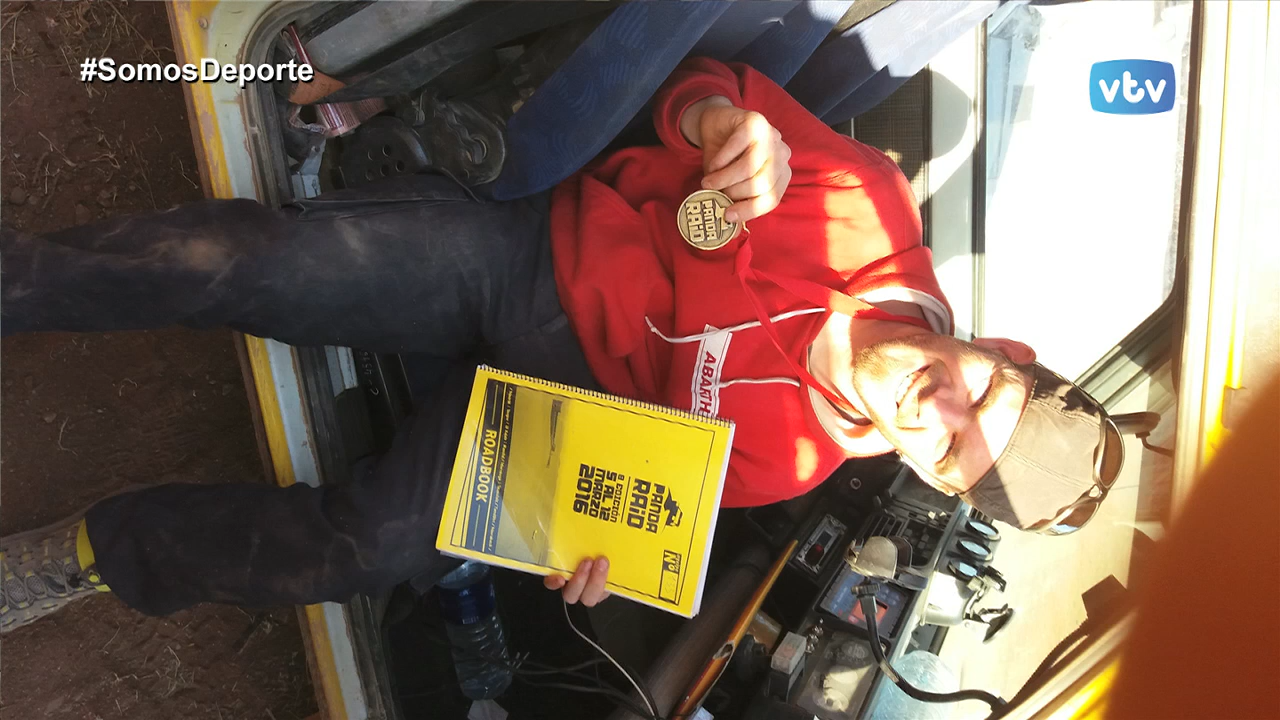 #SomosDeporte
vtv
PANDA
RAID
ABARTH
PANDA
RAID
8 EDICIÓN
5 AL 12
MARZO
2016
ROADBOOK